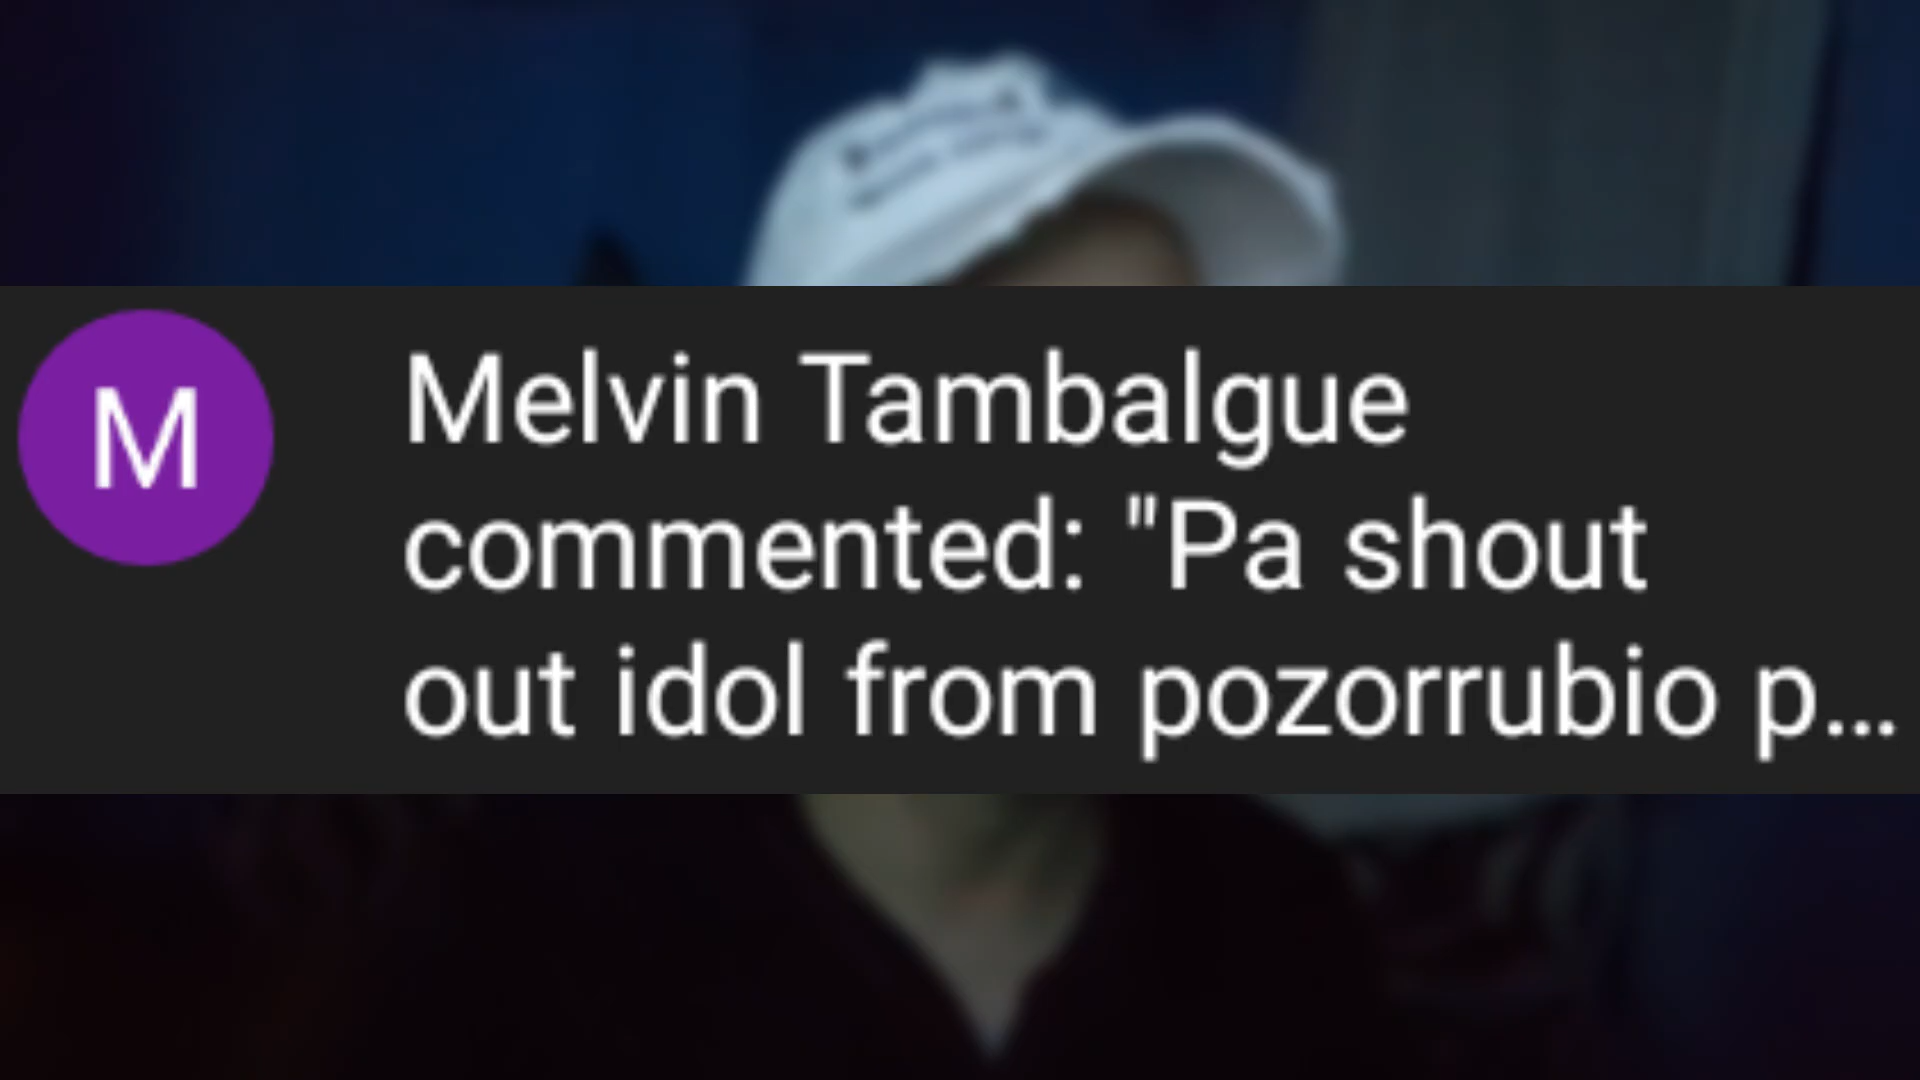 M
Melvin Tambalgue
commented: "Pa shout
out idol from pozorrubio p...